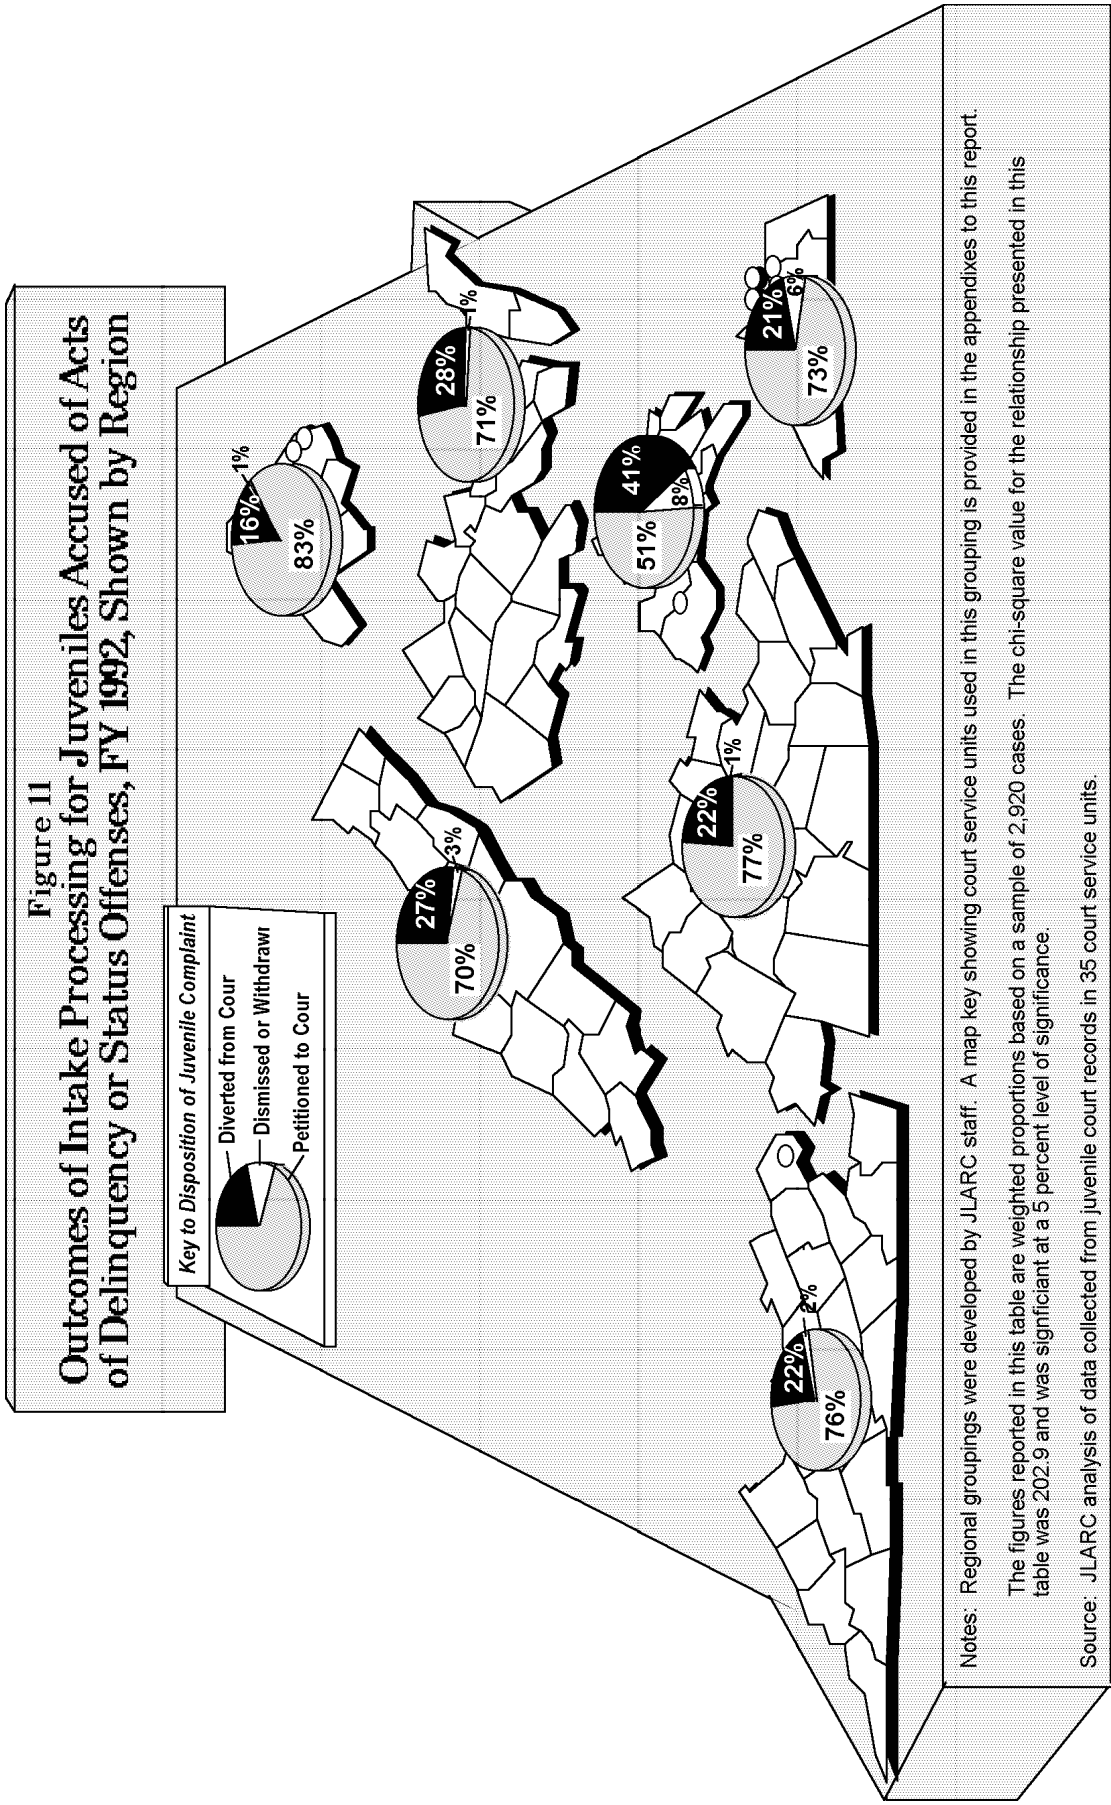 Figure 11
Outcomes of Intake Processing for Juveniles Accused of Acts
of Delinquency or Status Offenses, FY 1992, Shown by Region
Key to Disposition of Juvenile Complaint
Diverted from Cour
Dismissed or Withdrawn
Petitioned to Cour
16%
1%
83%
27%
3%
70%
28%
1%
71%
41%
8%
51%
22%
1%
77%
21%
6%
73%
22%
2%
76%
Notes: Regional groupings were developed by JLARC staff. A map key showing court service units used in this grouping is provided in the appendixes to this report.
The figures reported in this table are weighted proportions based on a sample of 2,920 cases. The chi-square value for the relationship presented in this
table was 202.9 and was signficiant at a 5 percent level of significance.
Source: JLARC analysis of data collected from juvenile court records in 35 court service units.